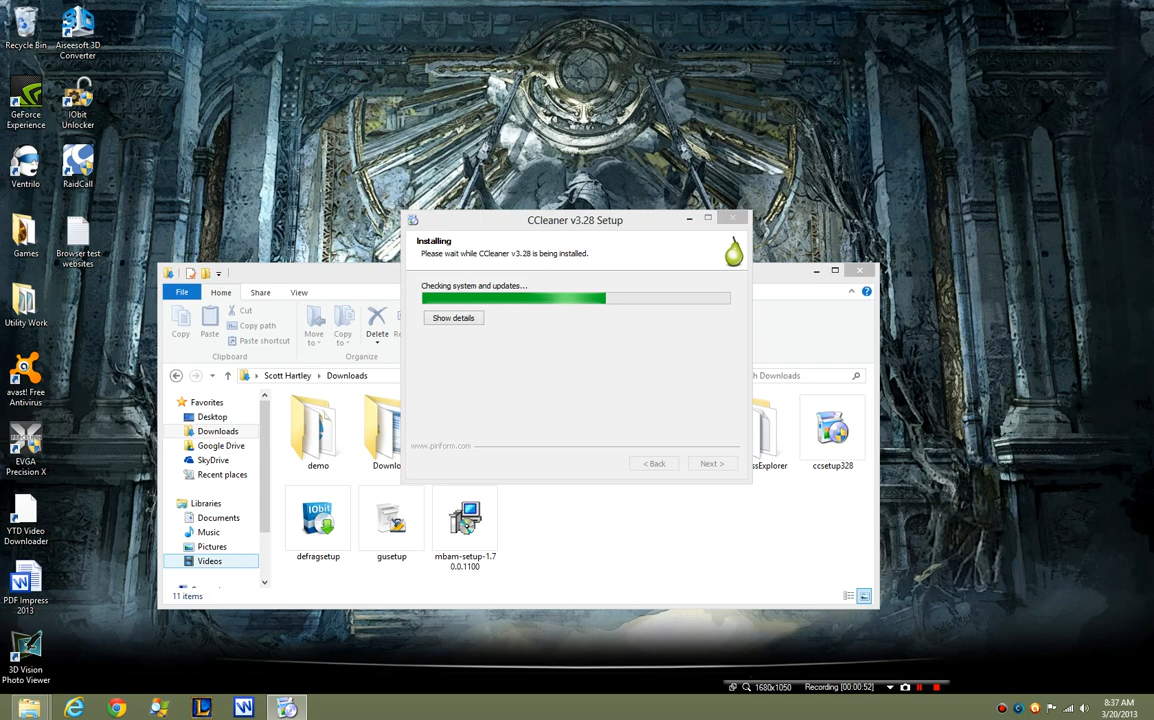 Recycle Bin
Aiseesoft 3D
Converter
GeForce
Experience
IObit
Unlocker
Ventrilo
RaidCall
Games
Browser test
websites
Utility Work
avast! Free
Antivirus
EVGA
Precision X
YTD Video
Downloader
PDF Impress
2013
3D Vision
Photo Viewer
CCleaner v3.28 Setup
Installing
Please wait while CCleaner v3.28 is being installed.
Checking system and updates...
Show details
www.piriform.com
< Back
Next >
File
Home
Share
View
Copy
Paste
Cut
Copy path
Paste shortcut
Clipboard
Move
to
Copy
to
Delete
Organize
Scott Hartley
Downloads
Downloads
Favorites
Desktop
Downloads
Google Drive
SkyDrive
Recent places
Libraries
Documents
Music
Pictures
Videos
demo
Downlo
ssExplorer
ccsetup328
IObit
defragsetup
gusetup
mbam-setup-1.7
0.0.1100
11 items
1680x1050
Recording [00:00:52]
8:37 AM
3/20/2013